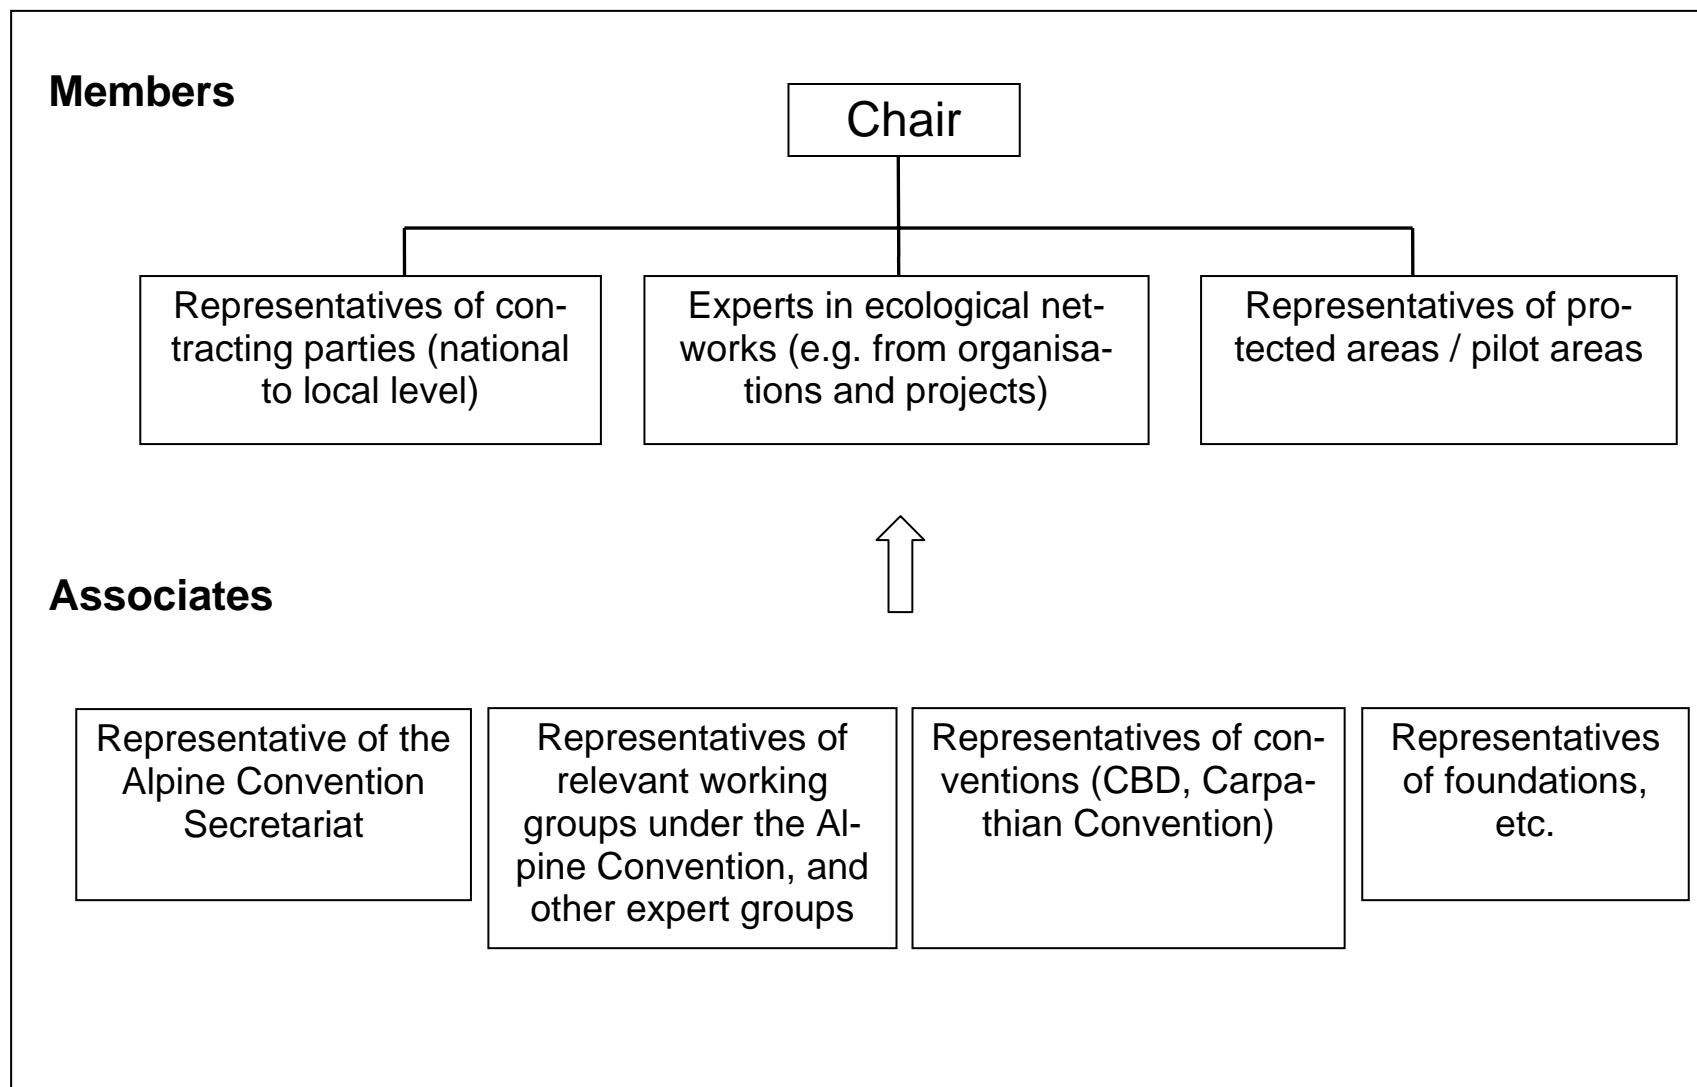 Members
Chair
Representatives of con-
tracting parties (national
to local level)
Experts in ecological net-
works (e.g. from organisa-
tions and projects)
Representatives of pro-
tected areas / pilot areas
Associates
Representative of the
Alpine Convention
Secretariat
Representatives of
relevant working
groups under the Al-
pine Convention, and
other expert groups
Representatives of con-
ventions (CBD, Carpa-
thian Convention)
Representatives
of foundations,
etc.